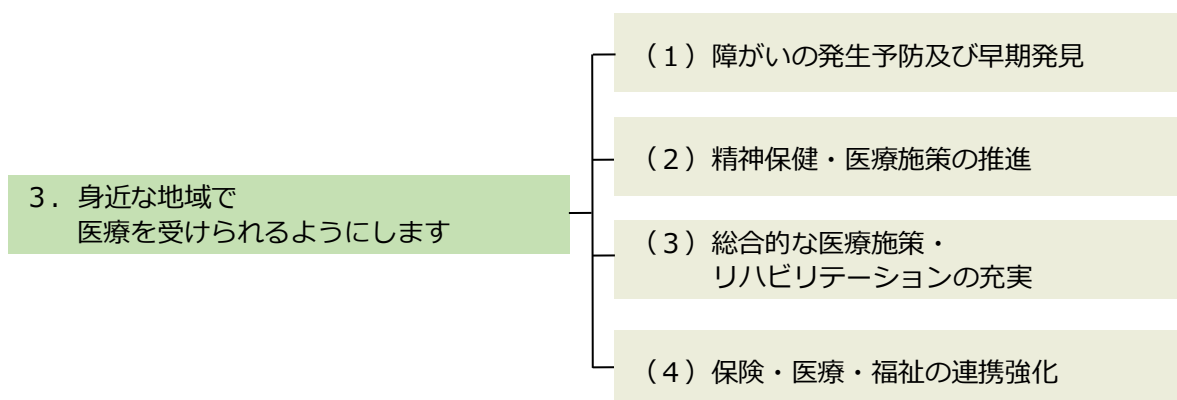 ３．身近な地域で
医療を受けられるようにします
（１）障がいの発生予防及び早期発見
（２）精神保健・医療施策の推進
（３）総合的な医療施策・
リハビリテーションの充実
（４）保険・医療・福祉の連携強化